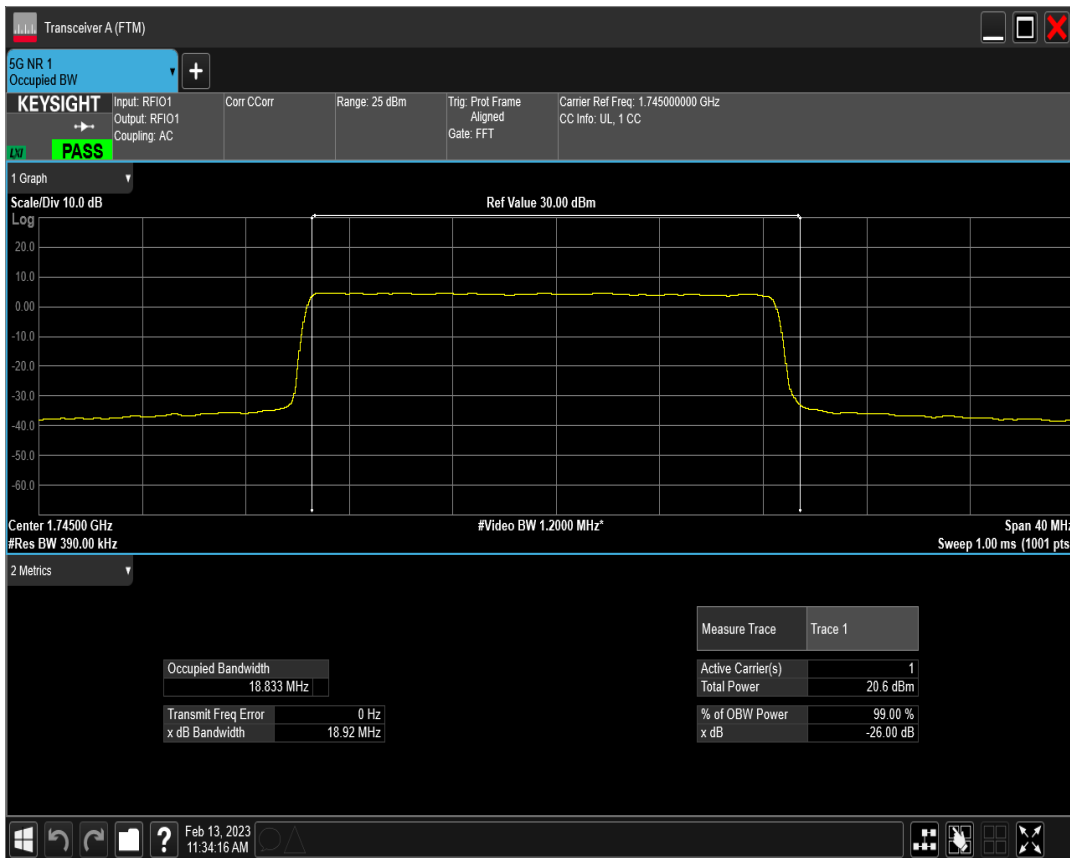 Transceiver A (FTM)
5G NR 1
Occupied BW
+
KEYSIGHT
LXI
PASS
Input: RFIO1
Output: RFIO1
Coupling: AC
Corr CCorr
Range: 25 dBm
Trig: Prot Frame
Aligned
Gate: FFT
Carrier Ref Freq: 1.745000000 GHz
CC Info: UL, 1 CC
1 Graph
Scale/Div 10.0 dB
Ref Value 30.00 dBm
Log
20.0
10.0
0.00
-10.0
-20.0
-30.0
-40.0
-50.0
-60.0
Center 1.74500 GHz
#Video BW 1.2000 MHz*
Span 40 MHz
#Res BW 390.00 kHz
Sweep 1.00 ms (1001 pts
2 Metrics
Measure Trace Trace 1
Occupied Bandwidth
18.833 MHz
Active Carrier(s) 1
Total Power 20.6 dBm
Transmit Freq Error 0 Hz
x dB Bandwidth 18.92 MHz
% of OBW Power 99.00 %
x dB -26.00 dB
?
Feb 13, 2023
11:34:16 AM